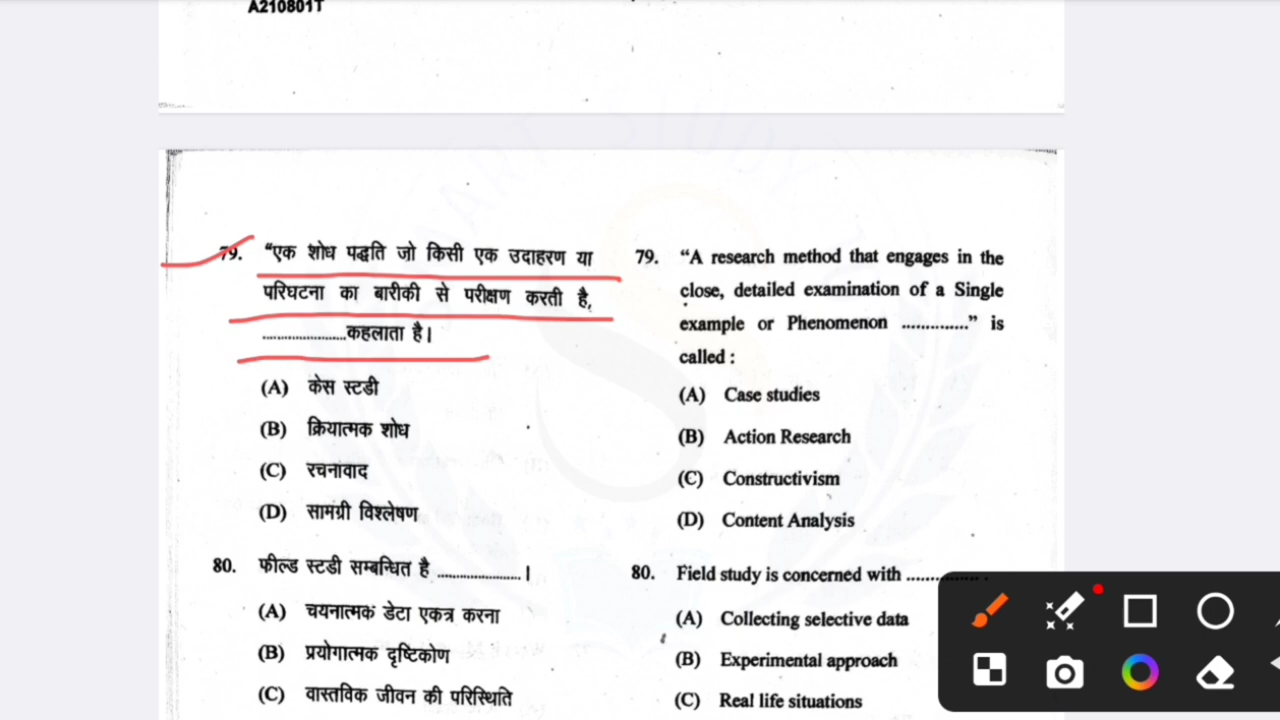 A210801T
79. "एक शोध पद्धति जो किसी एक उदाहरण या
परिघटना का बारीकी से परीक्षण करती है,
......................कहलाता है।
(A) केस स्टडी
(B) क्रियात्मक शोध
(C) रचनावाद
(D) सामग्री विश्लेषण
80. फील्ड स्टडी सम्बन्धित है ......................।
(A) चयनात्मक डेटा एकत्र करना
(B) प्रयोगात्मक दृष्टिकोण
(C) वास्तविक जीवन की परिस्थिति
79. "A research method that engages in the
close, detailed examination of a Single
example or Phenomenon .............." is
called :
(A) Case studies
(B) Action Research
(C) Constructivism
(D) Content Analysis
80. Field study is concerned with ............... .
(A) Collecting selective data
(B) Experimental approach
(C) Real life situations